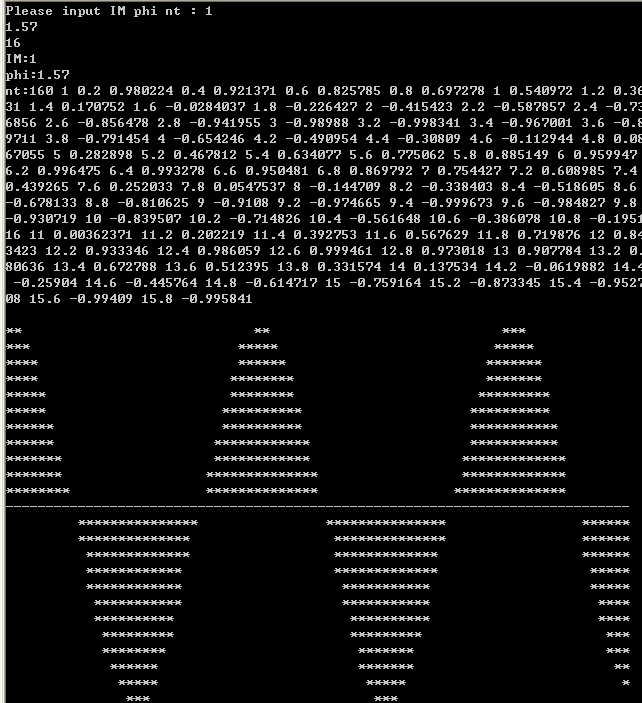 Please input IM phi nt : 1
1.57
16
IM:1
phi:1.57
nt:160 1 0.2 0.980224 0.4 0.921371 0.6 0.825785 0.8 0.697278 1 0.540972 1.2 0.36
31 1.4 0.170752 1.6 -0.0284037 1.8 -0.226427 2 -0.415423 2.2 -0.587857 2.4 -0.73
6856 2.6 -0.856478 2.8 -0.941955 3 -0.98988 3.2 -0.998341 3.4 -0.967001 3.6 -0.8
9711 3.8 -0.791454 4 -0.654246 4.2 -0.490954 4.4 -0.30809 4.6 -0.112944 4.8 0.08
67055 5 0.282898 5.2 0.467812 5.4 0.634077 5.6 0.775062 5.8 0.885149 6 0.959947
6.2 0.996475 6.4 0.993278 6.6 0.950481 6.8 0.869792 7 0.754427 7.2 0.608985 7.4
0.439265 7.6 0.252033 7.8 0.0547537 8 -0.144709 8.2 -0.338403 8.4 -0.518605 8.6
-0.678133 8.8 -0.810625 9 -0.9108 9.2 -0.974665 9.4 -0.999673 9.6 -0.984827 9.8
-0.930719 10 -0.839507 10.2 -0.714826 10.4 -0.561648 10.6 -0.386078 10.8 -0.1951
16 11 0.00362371 11.2 0.202219 11.4 0.392753 11.6 0.567629 11.8 0.719876 12 0.84
3423 12.2 0.933346 12.4 0.986059 12.6 0.999461 12.8 0.973018 13 0.907784 13.2 0.
80636 13.4 0.672788 13.6 0.512395 13.8 0.331574 14 0.137534 14.2 -0.0619882 14.4
-0.25904 14.6 -0.445764 14.8 -0.614717 15 -0.759164 15.2 -0.873345 15.4 -0.9527
08 15.6 -0.99409 15.8 -0.995841